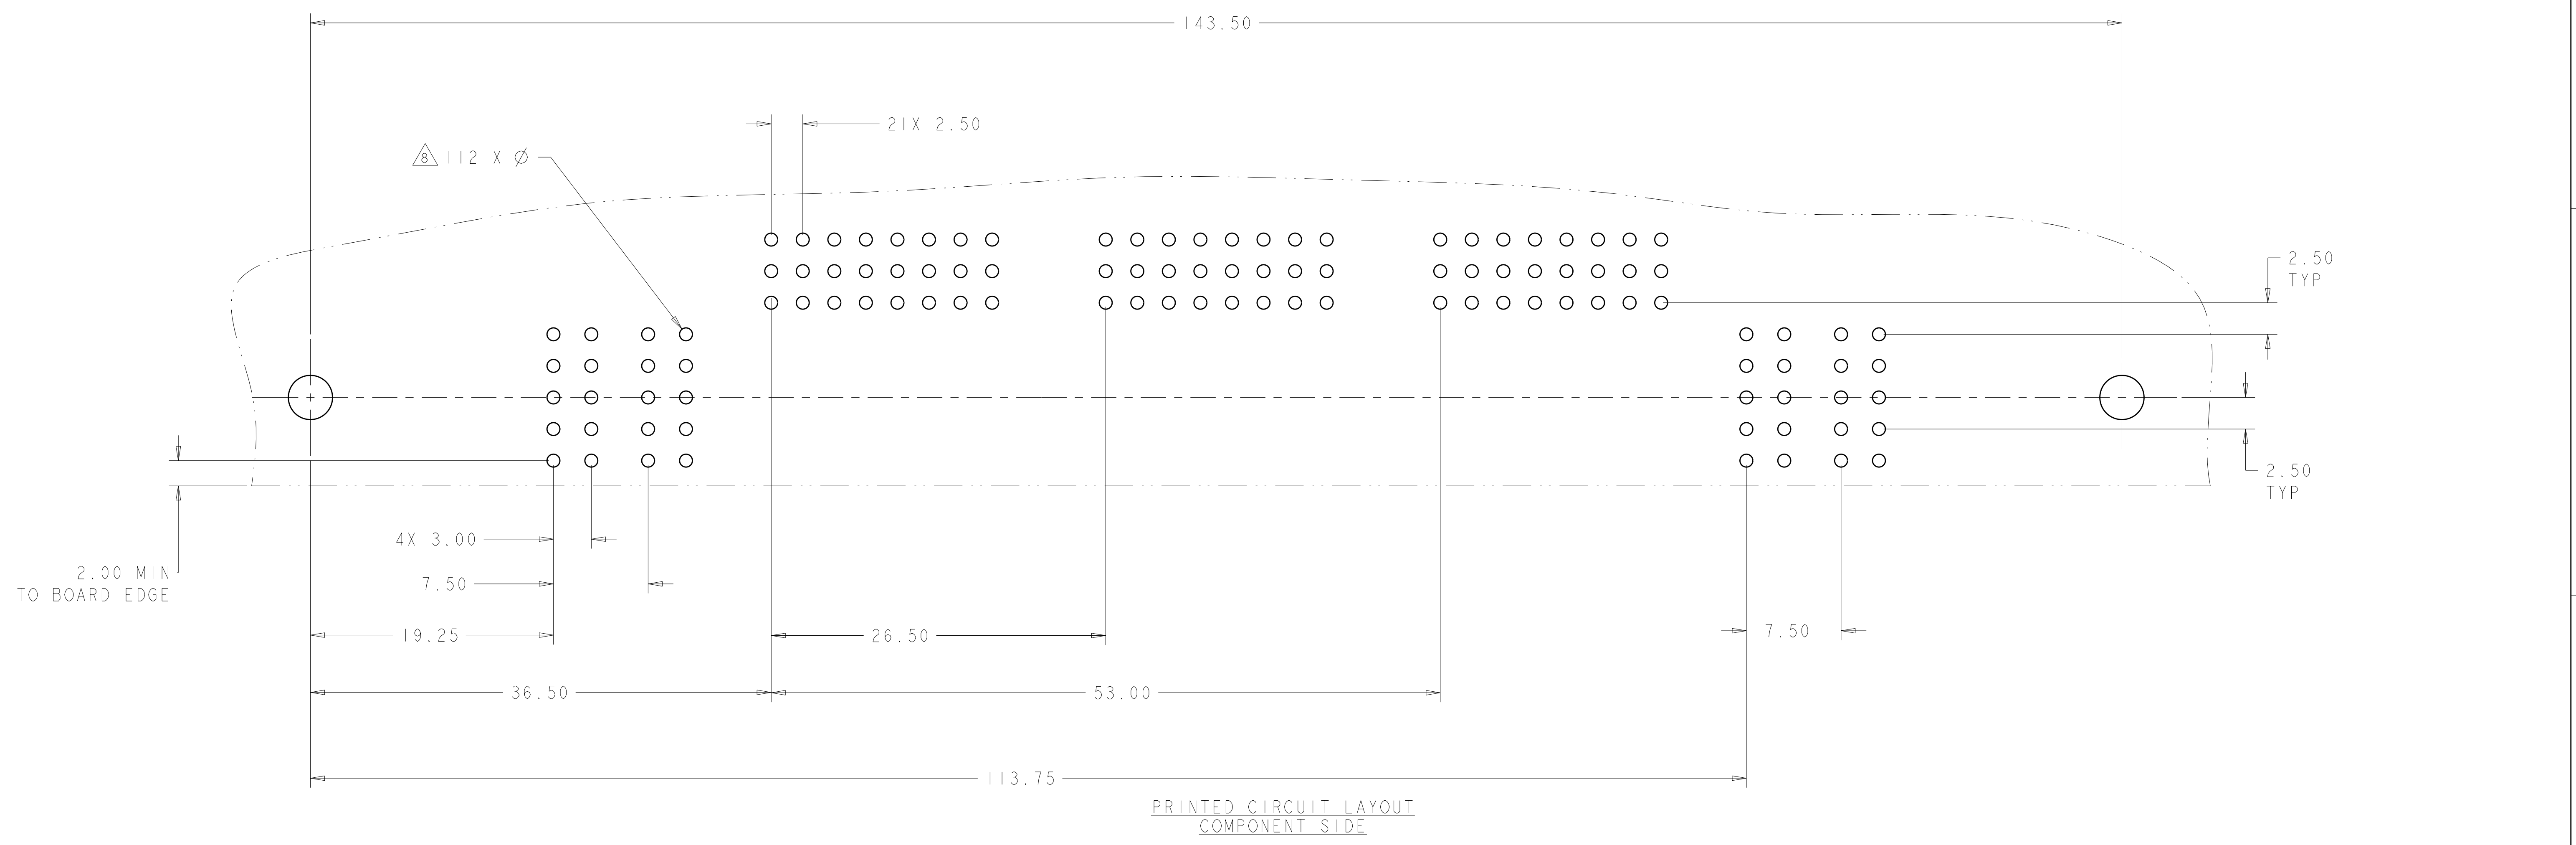 143.50
21X 2.50
8 112 X Ø
2.50
TYP
2.50
TYP
4X 3.00
2.00 MIN
TO BOARD EDGE
7.50
19.25
26.50
7.50
36.50
53.00
113.75
PRINTED CIRCUIT LAYOUT
COMPONENT SIDE